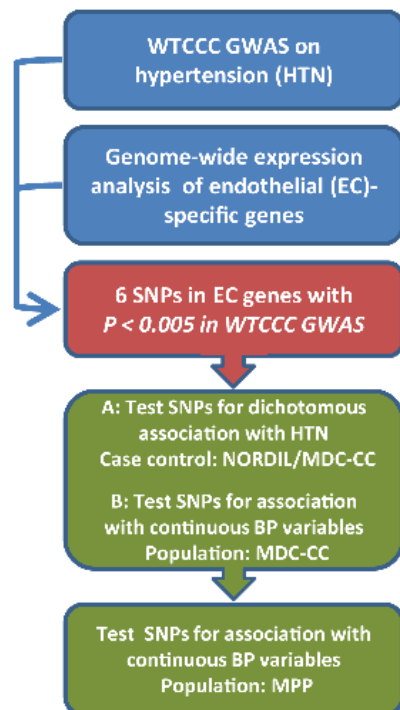 WTCCC GWAS on
hypertension (HTN)
Genome-wide expression
analysis of endothelial (EC)-
specific genes
6 SNPs in EC genes with
P < 0.005 in WTCCC GWAS
A: Test SNPs for dichotomous
association with HTN
Case control: NORDIL/MDC-CC
B: Test SNPs for association
with continuous BP variables
Population: MDC-CC
Test SNPs for association with
continuous BP variables
Population: MPP